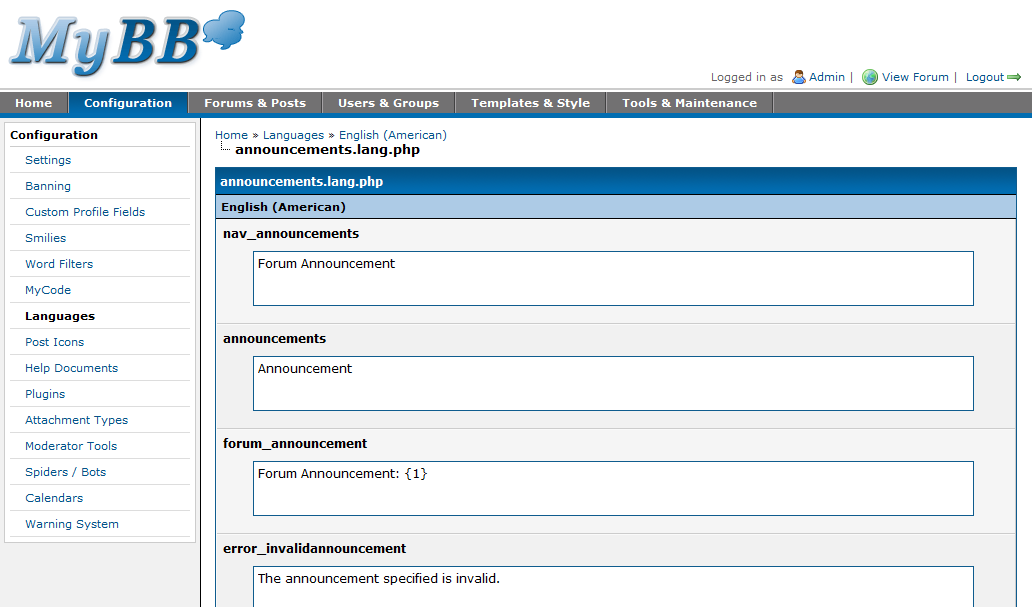 MyBB
Logged in as Admin | View Forum | Logout
Home Configuration Forums & Posts Users & Groups Templates & Style Tools & Maintenance
Configuration
Settings
Banning
Custom Profile Fields
Smilies
Word Filters
MyCode
Languages
Post Icons
Help Documents
Plugins
Attachment Types
Moderator Tools
Spiders / Bots
Calendars
Warning System
Home » Languages » English (American)
announcements.lang.php
announcements.lang.php
English (American)
nav_announcements
Forum Announcement
announcements
Announcement
forum_announcement
Forum Announcement: {1}
error_invalidannouncement
The announcement specified is invalid.